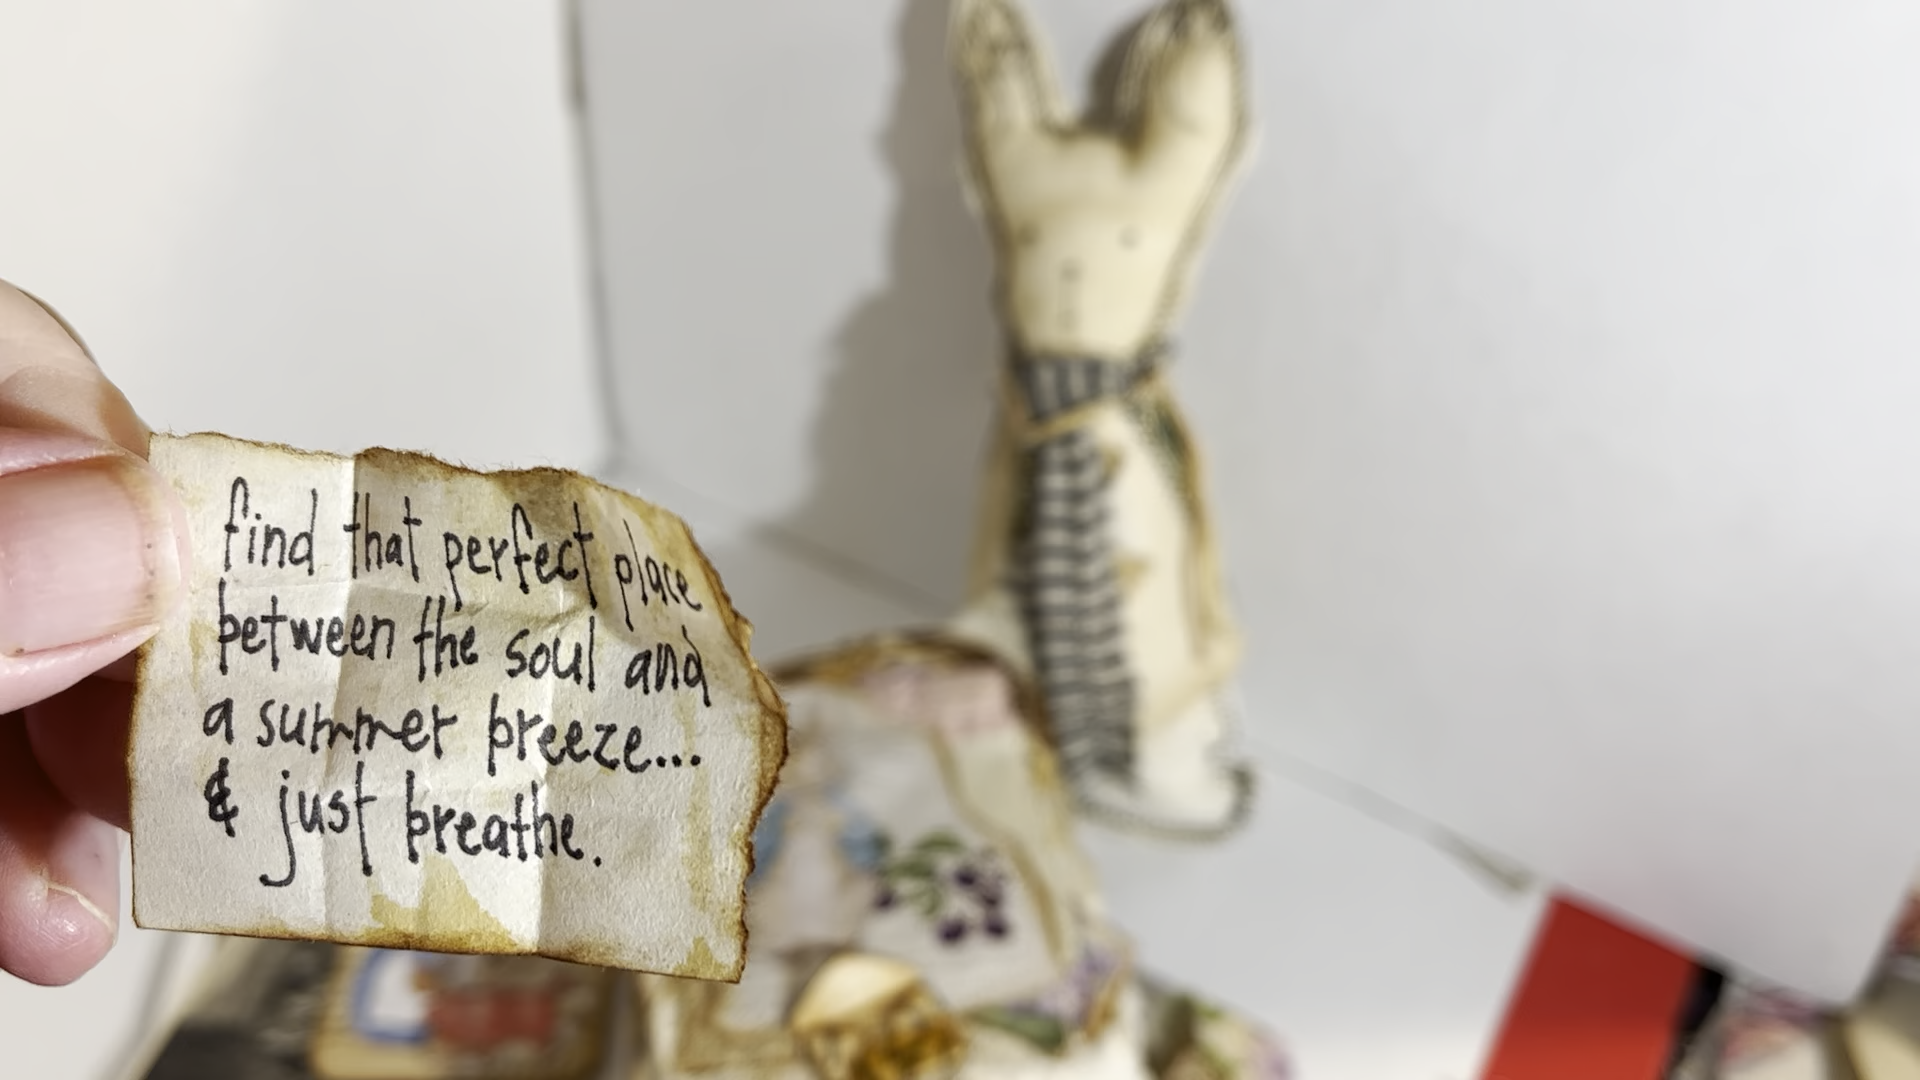 find that perfect place
between the soul and
a summer breeze...
& just breathe.